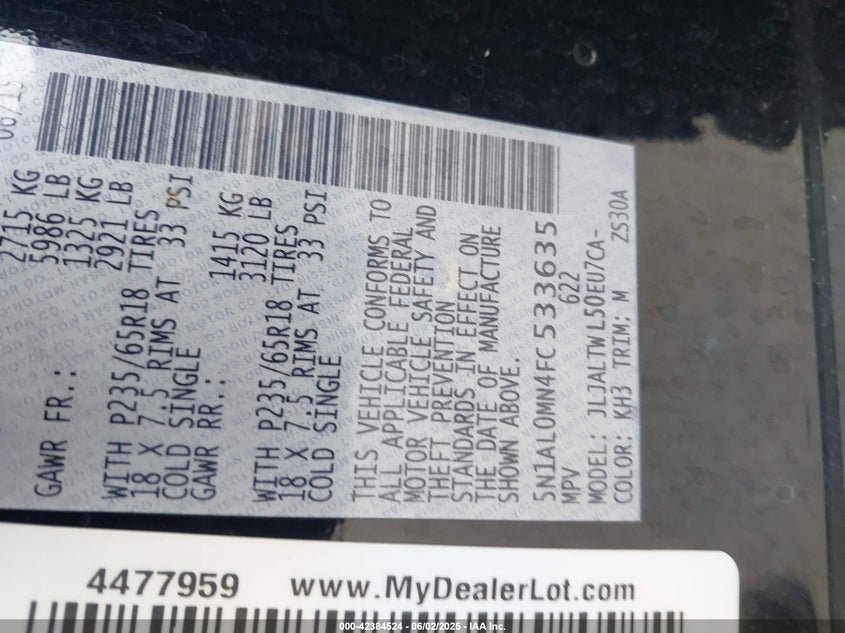 06/15
2715 KG
5986 LB
GAWR FR.: 1325 KG
2921 LB
WITH P235/65R18 TIRES
18 X 7.5 RIMS AT 33 PSI
COLD SINGLE
GAWR RR.: 1415 KG
3120 LB
WITH P235/65R18 TIRES
18 X 7.5 RIMS AT 33 PSI
COLD SINGLE
THIS VEHICLE CONFORMS TO
ALL APPLICABLE FEDERAL
MOTOR VEHICLE SAFETY AND
THEFT PREVENTION
STANDARDS IN EFFECT ON
THE DATE OF MANUFACTURE
SHOWN ABOVE.
5N1AL0MN4FC533635
MPV 622
MODEL: JLJALTWL50EU7CA-
COLOR: KH3 TRIM: M ZS30A
4477959 www.MyDealerLot.com
000-42384524 - 06/02/2025 - IAA Inc.